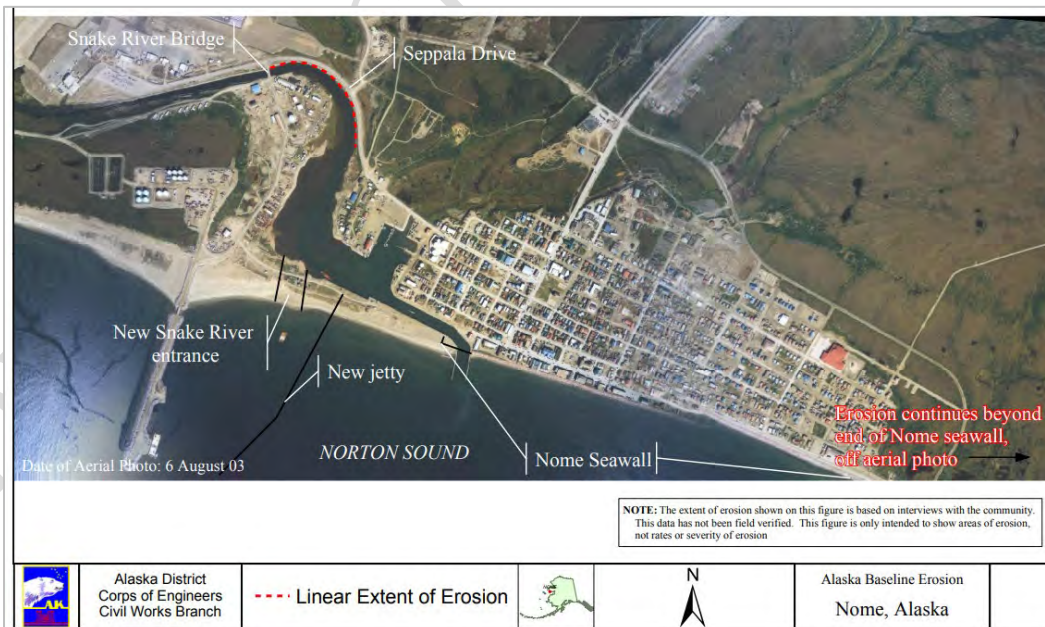 Snake River Bridge
Seppala Drive
New Snake River
entrance
New jetty
NORTON SOUND
Nome Seawall
Erosion continues beyond
end of Nome seawall,
off aerial photo
Date of Aerial Photo: 6 August 03
NOTE: The extent of erosion shown on this figure is based on interviews with the community.
This data has not been field verified. This figure is only intended to show areas of erosion,
not rates or severity of erosion
Alaska District
Corps of Engineers
Civil Works Branch
Linear Extent of Erosion
N
Alaska Baseline Erosion
Nome, Alaska